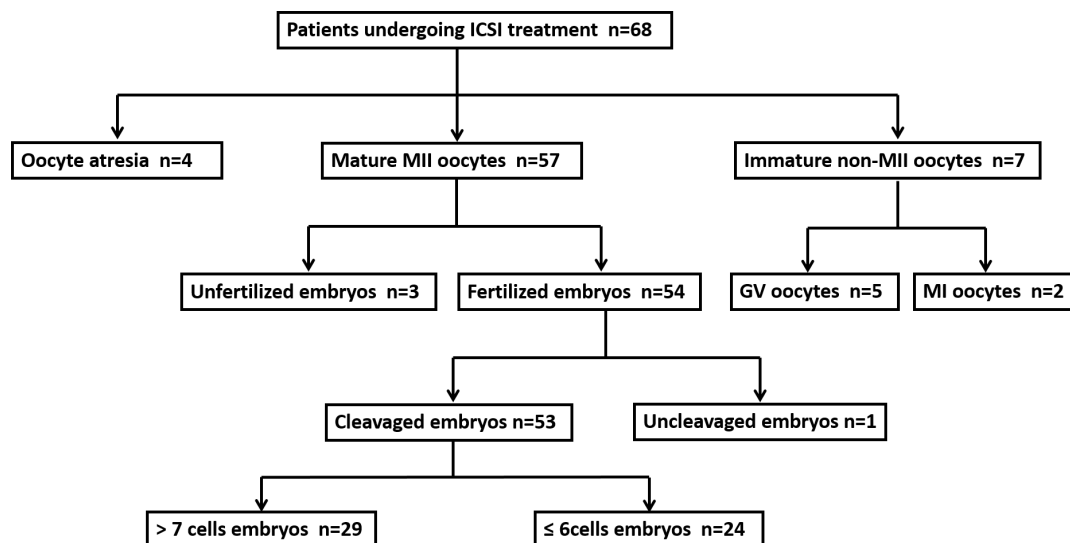 Patients undergoing ICSI treatment n=68
Oocyte atresia n=4
Mature MII oocytes n=57
Immature non-MII oocytes n=7
Unfertilized embryos n=3
Fertilized embryos n=54
GV oocytes n=5
MI oocytes n=2
Cleavaged embryos n=53
Uncleavaged embryos n=1
> 7 cells embryos n=29
≤ 6cells embryos n=24